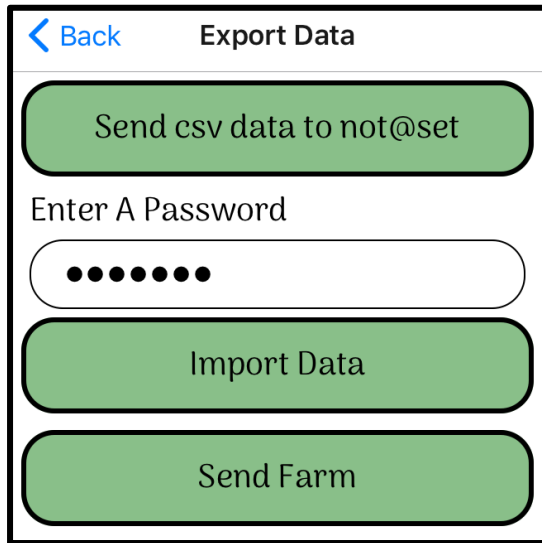 Back Export Data
Send csv data to not@set
Enter A Password
•••••••
Import Data
Send Farm